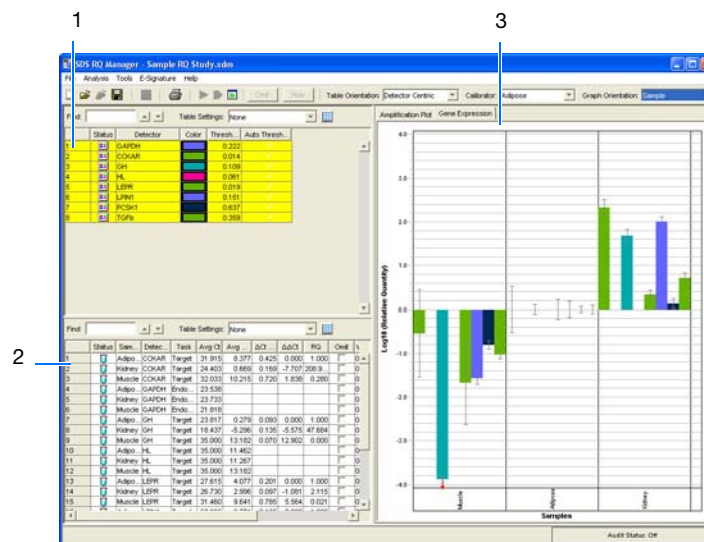 1
3
SDS RQ Manager - Sample RQ Study.sdm
File Analysis Tools E-Signature Help
Omit Hide Table Orientation: Detector Centric Calibrator: Adipose Graph Orientation: Sample
Find: Table Settings: None
Status Detector Color Thresh... Auto Thresh...
1 GAPDH 0.222
2 CCKAR 0.014
3 GH 0.109
4 HL 0.061
5 LEPR 0.019
6 LPIN1 0.151
7 PCSK1 0.637
8 TGFb 0.359
2
Find: Table Settings: None
Status Sam... Detec... Task Avg Ct Avg ... ΔCt ... ΔΔCt RQ Omit
1 Adipo... CCKAR Target 31.915 8.377 0.425 0.000 1.000
2 Kidney CCKAR Target 24.403 0.669 0.169 -7.707 208.9...
3 Muscle CCKAR Target 32.033 10.215 0.720 1.838 0.280
4 Adipo... GAPDH Endo... 23.538
5 Kidney GAPDH Endo... 23.733
6 Muscle GAPDH Endo... 21.818
7 Adipo... GH Target 23.817 0.279 0.093 0.000 1.000
8 Kidney GH Target 18.437 -5.296 0.135 -5.575 47.684
9 Muscle GH Target 35.000 13.182 0.070 12.902 0.000
10 Adipo... HL Target 35.000 11.462
11 Kidney HL Target 35.000 11.267
12 Muscle HL Target 35.000 13.182
13 Adipo... LEPR Target 27.615 4.077 0.201 0.000 1.000
14 Kidney LEPR Target 26.730 2.996 0.097 -1.081 2.115
15 Muscle LEPR Target 31.460 9.641 0.785 5.564 0.021
Amplification Plot Gene Expression
4.0
3.0
2.0
1.0
0.0
-1.0
-2.0
-3.0
-4.0
Log10 (Relative Quantity)
Muscle
Adipose
Kidney
Samples
Audit Status: Off